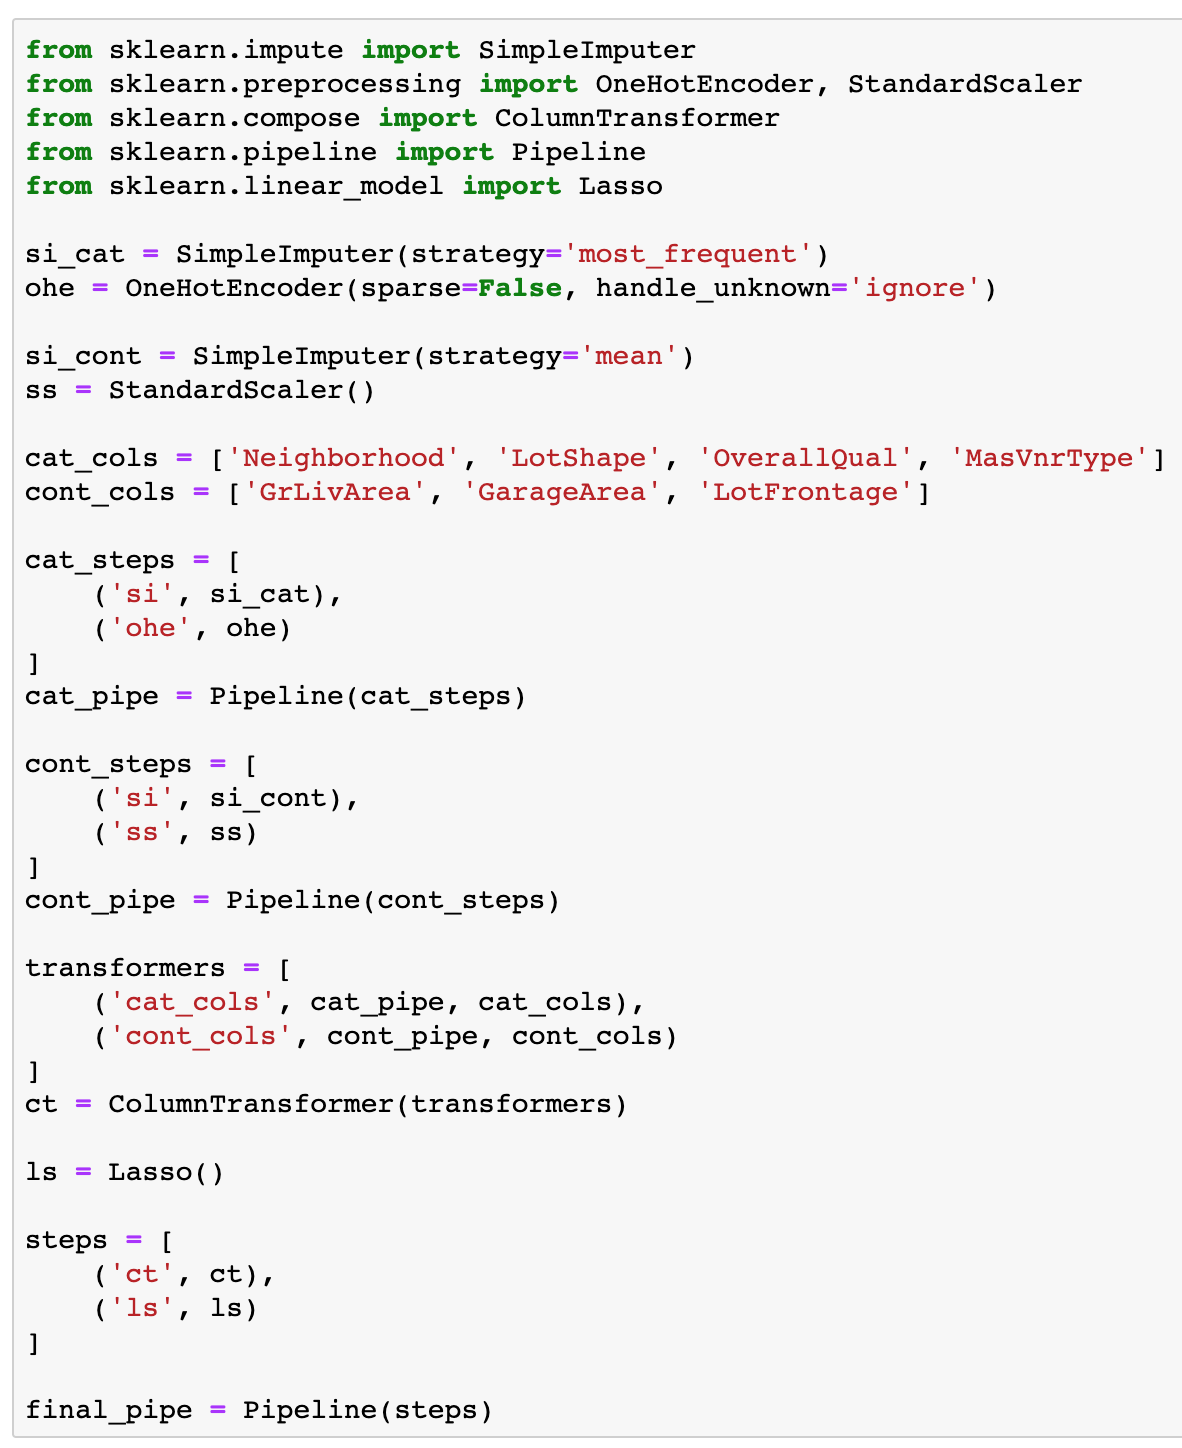 from sklearn.impute import SimpleImputer
from sklearn.preprocessing import OneHotEncoder, StandardScaler
from sklearn.compose import ColumnTransformer
from sklearn.pipeline import Pipeline
from sklearn.linear_model import Lasso

si_cat = SimpleImputer(strategy='most_frequent')
ohe = OneHotEncoder(sparse=False, handle_unknown='ignore')

si_cont = SimpleImputer(strategy='mean')
ss = StandardScaler()

cat_cols = ['Neighborhood', 'LotShape', 'OverallQual', 'MasVnrType']
cont_cols = ['GrLivArea', 'GarageArea', 'LotFrontage']

cat_steps = [
    ('si', si_cat),
    ('ohe', ohe)
]
cat_pipe = Pipeline(cat_steps)

cont_steps = [
    ('si', si_cont),
    ('ss', ss)
]
cont_pipe = Pipeline(cont_steps)

transformers = [
    ('cat_cols', cat_pipe, cat_cols),
    ('cont_cols', cont_pipe, cont_cols)
]
ct = ColumnTransformer(transformers)

ls = Lasso()

steps = [
    ('ct', ct),
    ('ls', ls)
]

final_pipe = Pipeline(steps)